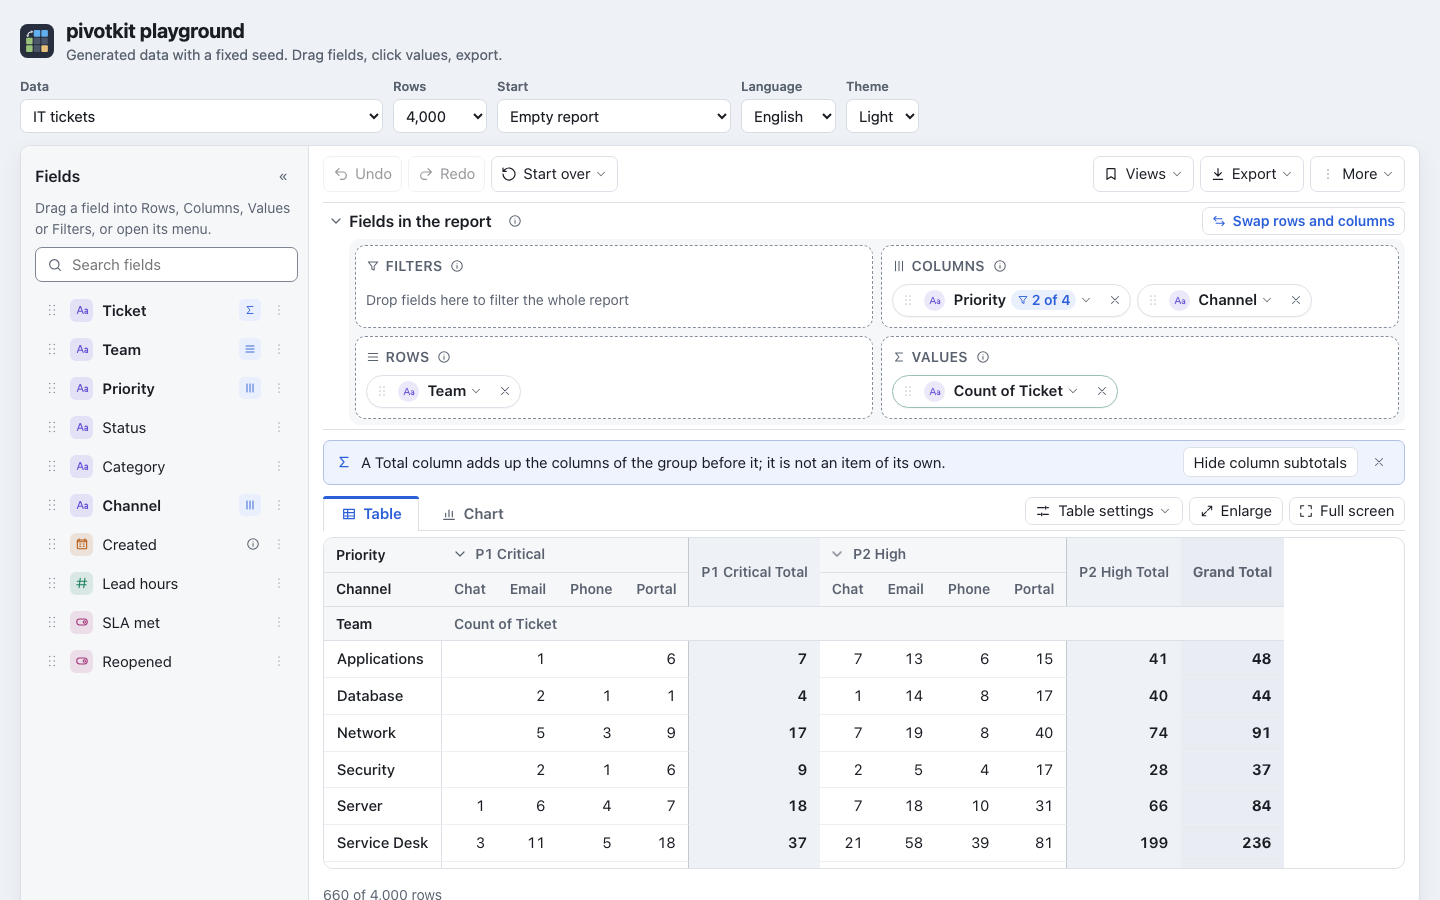 pivotkit playground
Generated data with a fixed seed. Drag fields, click values, export.
Data Rows Start Language Theme
IT tickets 4,000 Empty report English Light
Fields «
Drag a field into Rows, Columns, Values
or Filters, or open its menu.
Search fields
Aa Ticket Σ
Aa Team
Aa Priority
Aa Status
Aa Category
Aa Channel
Created
# Lead hours
SLA met
Reopened
Undo Redo Start over Views Export More
Fields in the report Swap rows and columns
FILTERS
Drop fields here to filter the whole report
COLUMNS
Aa Priority 2 of 4 Aa Channel
ROWS
Aa Team
Σ VALUES
Aa Count of Ticket
Σ A Total column adds up the columns of the group before it; it is not an item of its own. Hide column subtotals
Table Chart Table settings Enlarge Full screen
Priority P1 Critical P1 Critical Total P2 High P2 High Total Grand Total
Channel Chat Email Phone Portal Chat Email Phone Portal
Team Count of Ticket
Applications 1 6 7 7 13 6 15 41 48
Database 2 1 1 4 1 14 8 17 40 44
Network 5 3 9 17 7 19 8 40 74 91
Security 2 1 6 9 2 5 4 17 28 37
Server 1 6 4 7 18 7 18 10 31 66 84
Service Desk 3 11 5 18 37 21 58 39 81 199 236
660 of 4,000 rows